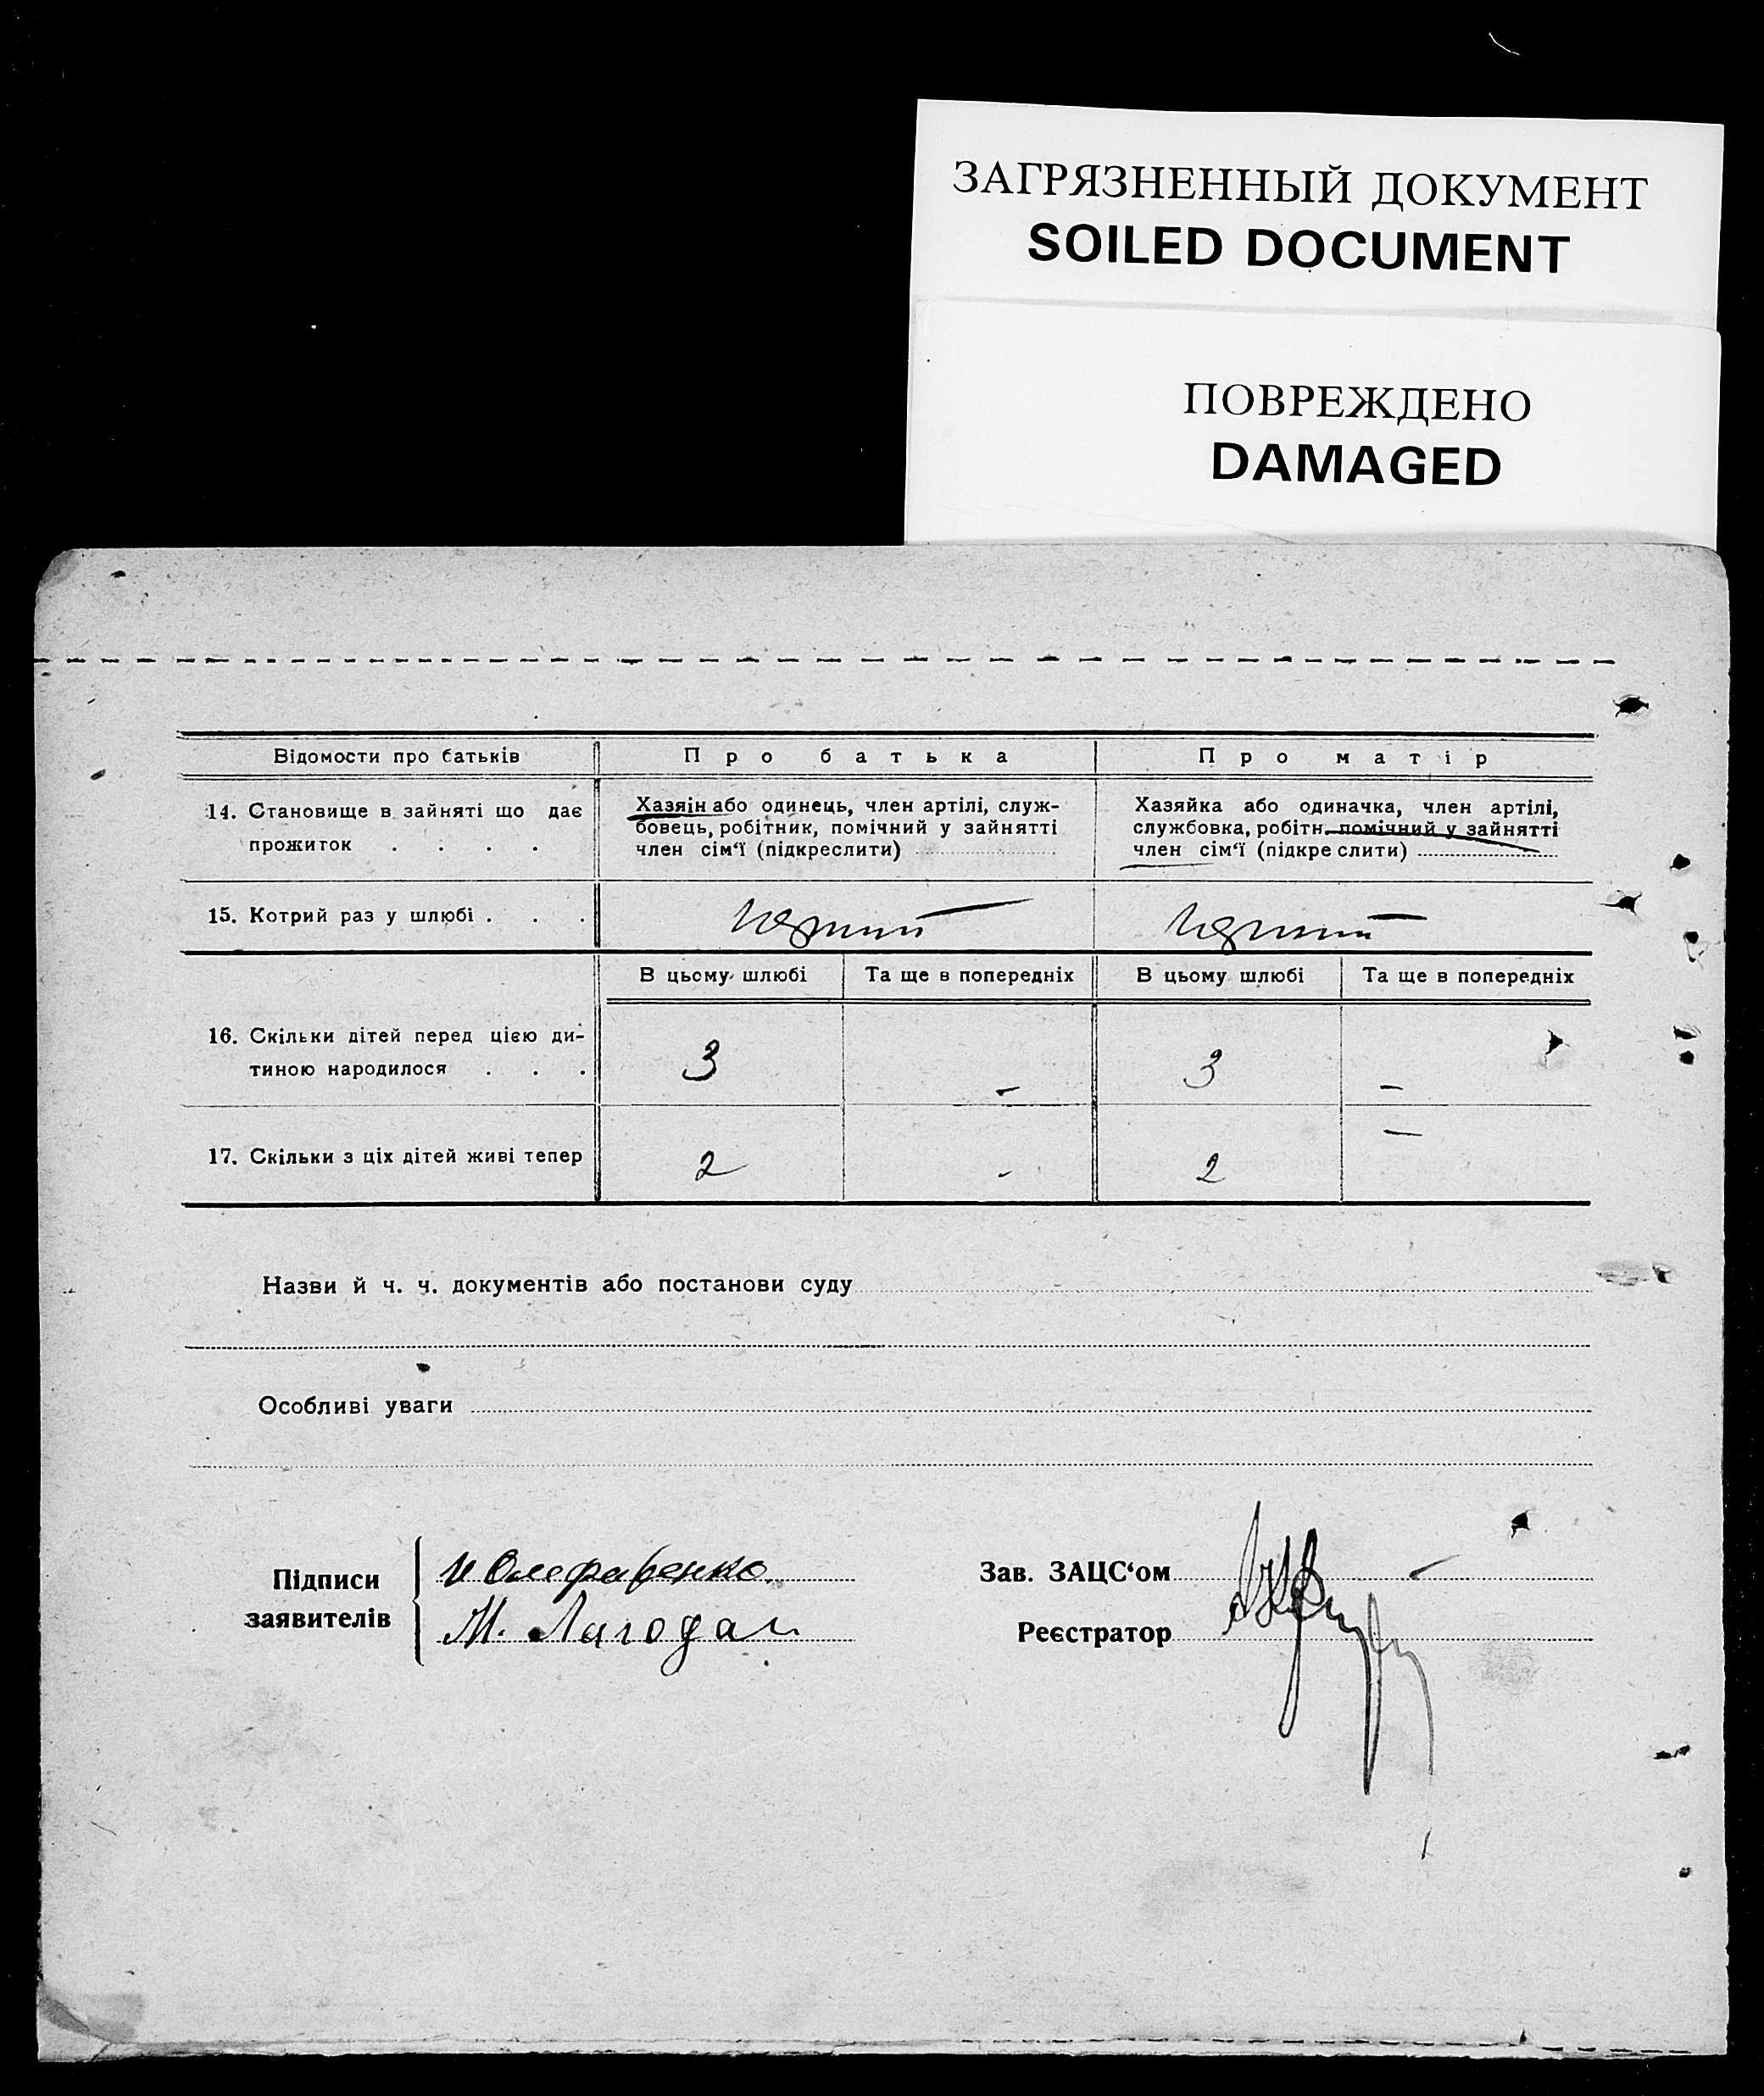 ЗАГРЯЗНЕННЫЙ ДОКУМЕНТ
SOILED DOCUMENT
ПОВРЕЖДЕНО
DAMAGED
Відомости про батьків Про батька Про матір
14. Становище в зайняті що дає
прожиток . . . .
Хазяін або одинець, член артілі, служ-
бовець, робітник, помічний у зайнятті
член сім‘ї (підкреслити)
Хазяйка або одиначка, член артілі,
службовка, робітн. помічний у зайнятті
член сім‘ї (підкреслити)
15. Котрий раз у шлюбі . . .
В цьому шлюбі Та ще в попередніх В цьому шлюбі Та ще в попередніх
16. Скільки дітей перед цією ди-
тиною народилося . . .
3 - 3 -
17. Скільки з ціх дітей живі тепер 2 - 2 -
Назви й ч. ч. документів або постанови суду
Особливі уваги
Підписи
заявителів
М.
Зав. ЗАЦС‘ом
Реєстратор